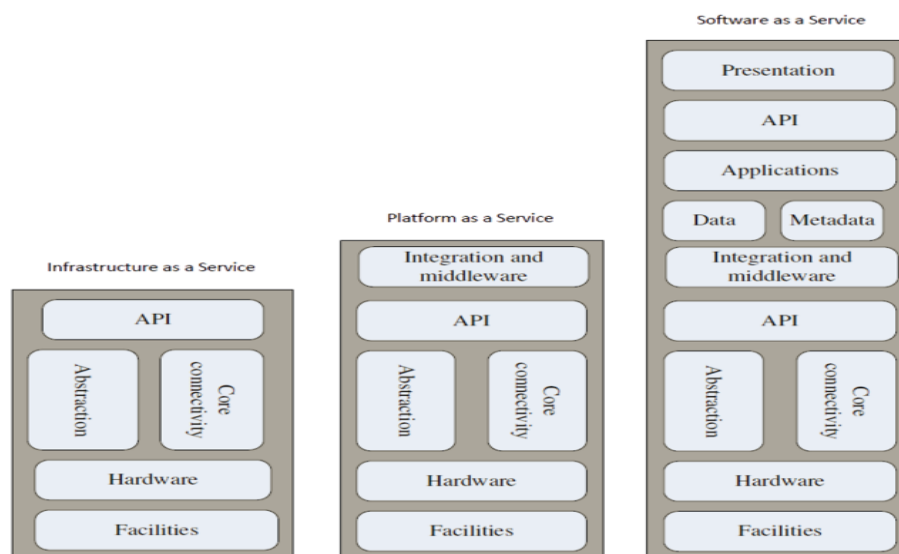 Software as a Service
Presentation
API
Applications
Data
Metadata
Integration and
middleware
API
Abstraction
Core
connectivity
Hardware
Facilities
Platform as a Service
Integration and
middleware
API
Abstraction
Core
connectivity
Hardware
Facilities
Infrastructure as a Service
API
Abstraction
Core
connectivity
Hardware
Facilities